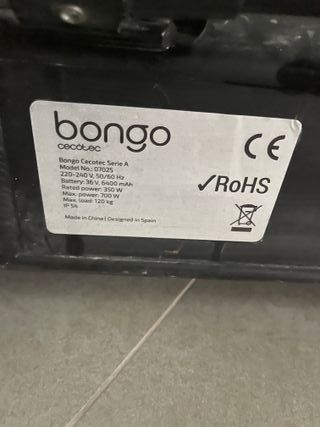 bongo
cecotec
Bongo Cecotec Serie A
Model No.: 07025
220-240 V, 50/60 Hz
Battery: 36 V, 6400 mAh
Rated power: 350 W
Max. power: 700 W
Max. load: 120 kg
IP 54
Made in China | Designed in Spain
CE
✓RoHS